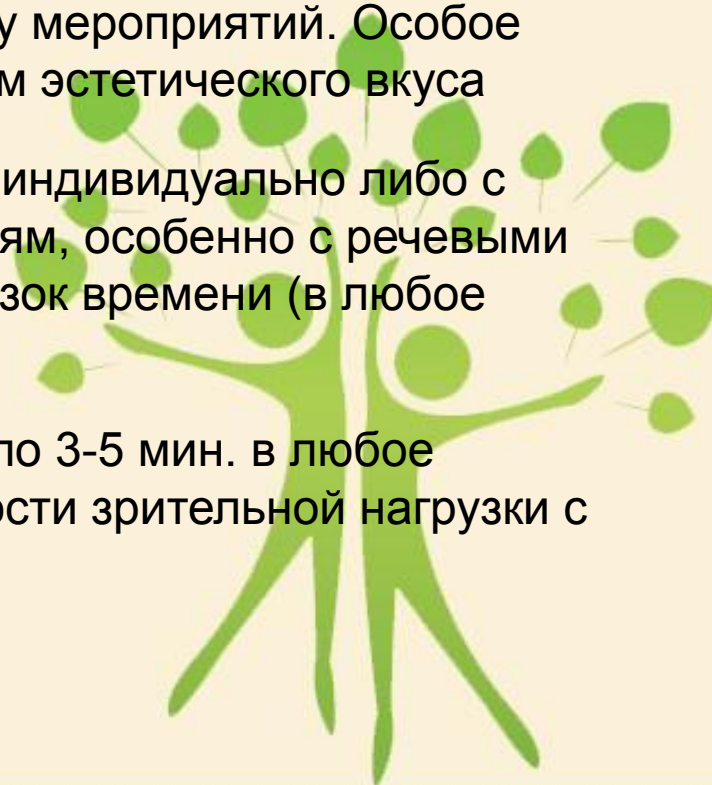 у мероприятий. Особое
м эстетического вкуса
индивидуально либо с
ям, особенно с речевыми
зок времени (в любое
по 3-5 мин. в любое
ости зрительной нагрузки с